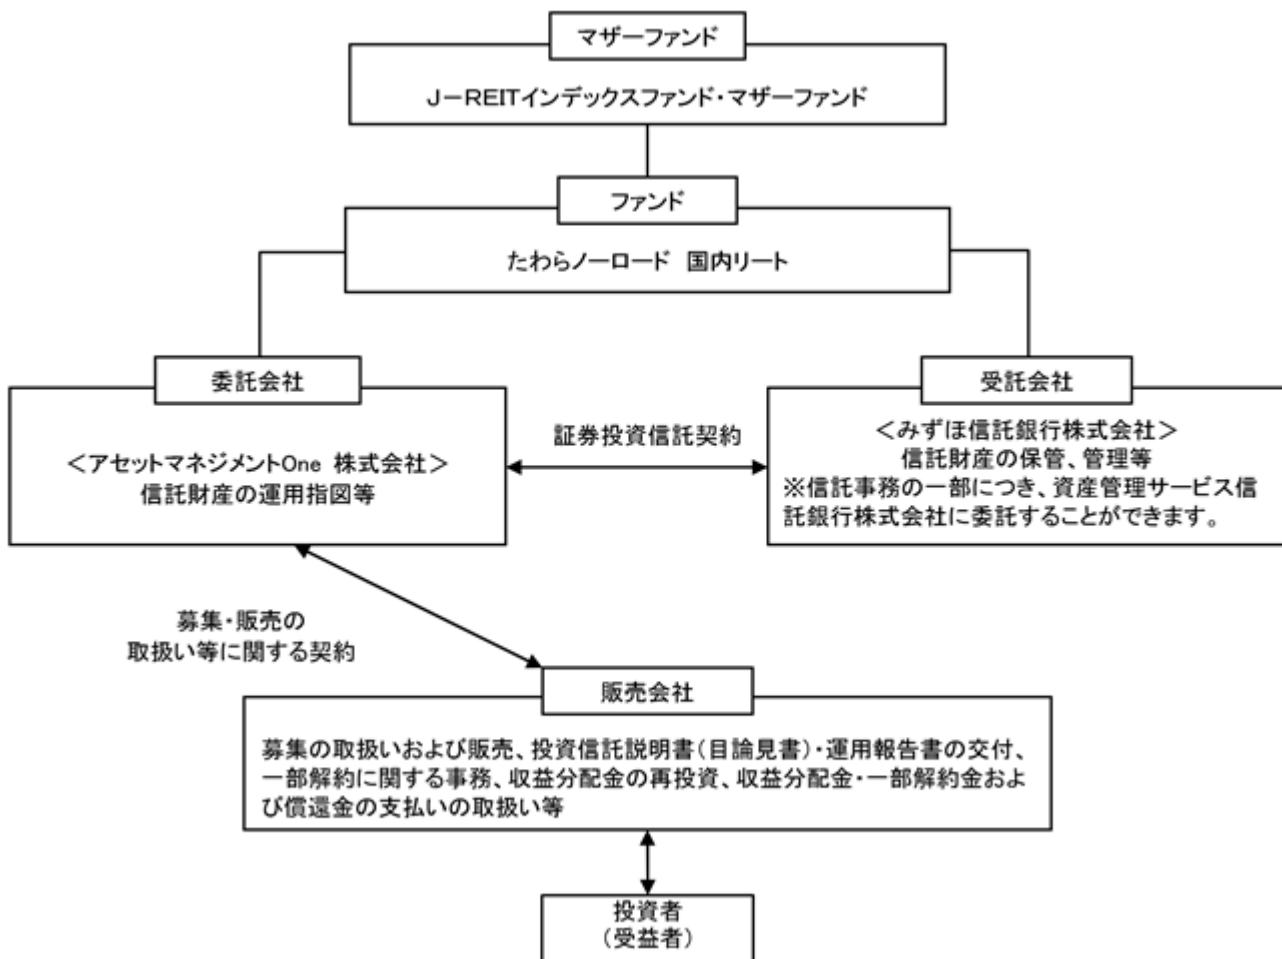 マザーファンド
J－REITインデックスファンド・マザーファンド
ファンド
たわらノーロード 国内リート
委託会社
＜アセットマネジメントOne 株式会社＞
信託財産の運用指図等
証券投資信託契約
受託会社
＜みずほ信託銀行株式会社＞
信託財産の保管、管理等
※信託事務の一部につき、資産管理サービス信
託銀行株式会社に委託することができます。
募集・販売の
取扱い等に関する契約
販売会社
募集の取扱いおよび販売、投資信託説明書（目論見書）・運用報告書の交付、
一部解約に関する事務、収益分配金の再投資、収益分配金・一部解約金およ
び償還金の支払いの取扱い等
投資者
（受益者）